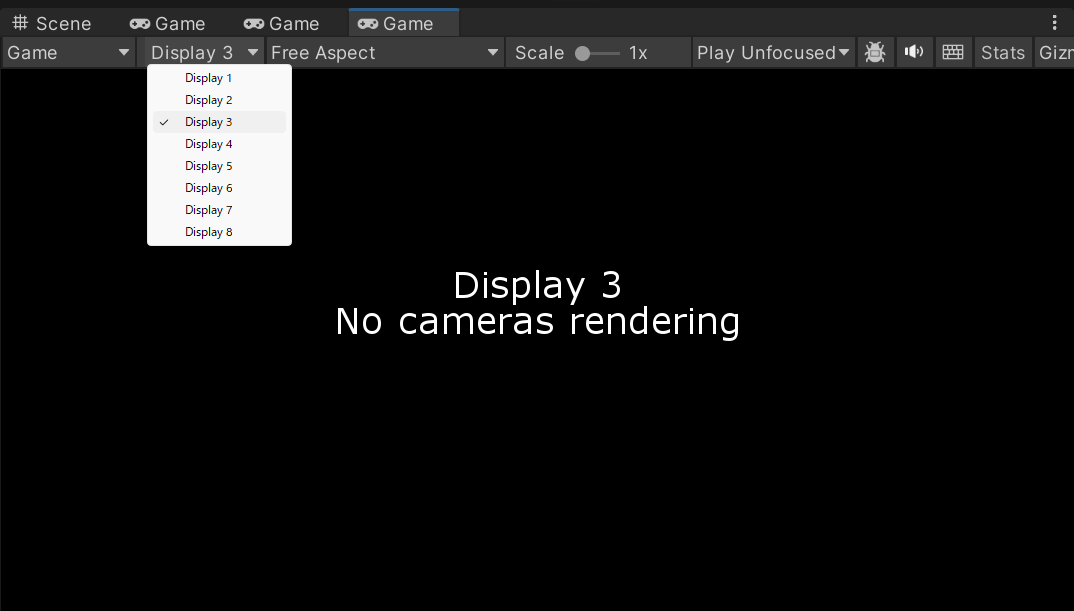 Scene Game Game Game
Game Display 3 Free Aspect Scale 1x Play Unfocused Stats Gizm
Display 1
Display 2
Display 3
Display 4
Display 5
Display 6
Display 7
Display 8
Display 3
No cameras rendering